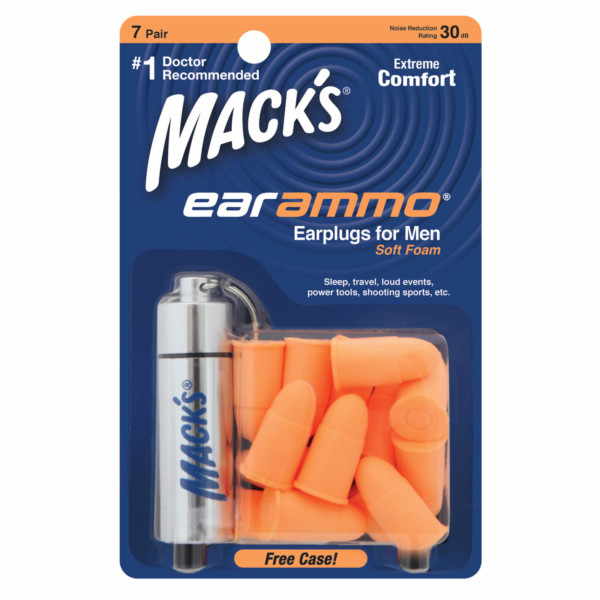 7 Pair
Noise Reduction
Rating 30 dB
#1 Doctor
Recommended
Extreme
Comfort
MACK'S®
earammo®
Earplugs for Men
Soft Foam
Sleep, travel, loud events,
power tools, shooting sports, etc.
MACK'S®
Free Case!